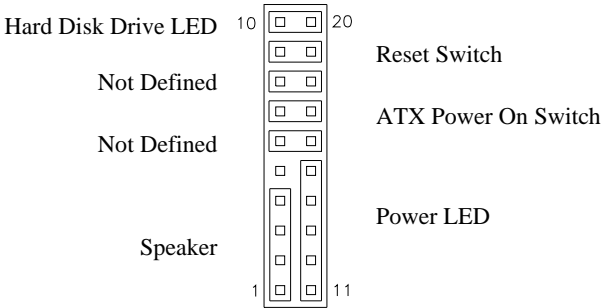 Hard Disk Drive LED 10 20
Reset Switch
Not Defined
ATX Power On Switch
Not Defined
Power LED
Speaker
1 11